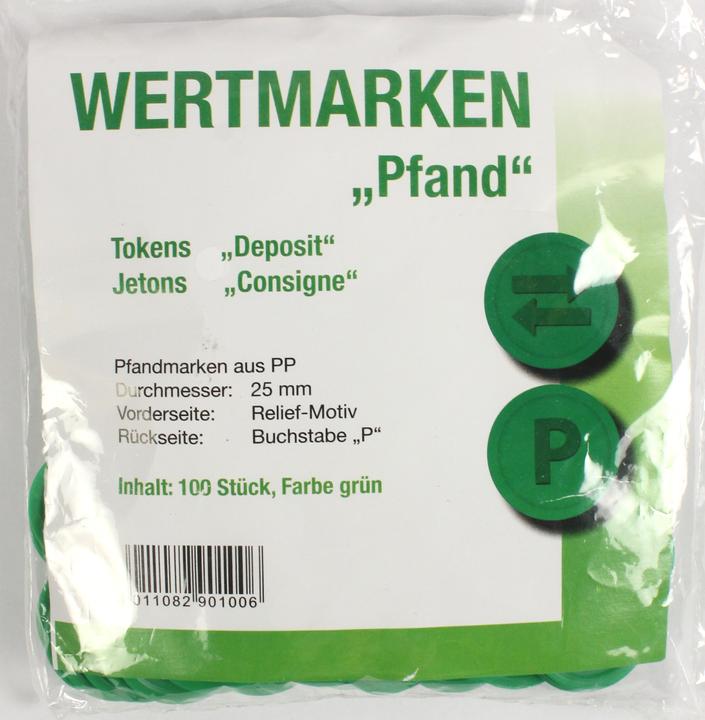 WERTMARKEN
„Pfand“
Tokens „Deposit“
Jetons „Consigne“
Pfandmarken aus PP
Durchmesser: 25 mm
Vorderseite: Relief-Motiv
Rückseite: Buchstabe „P“
Inhalt: 100 Stück, Farbe grün
P
011082 901006